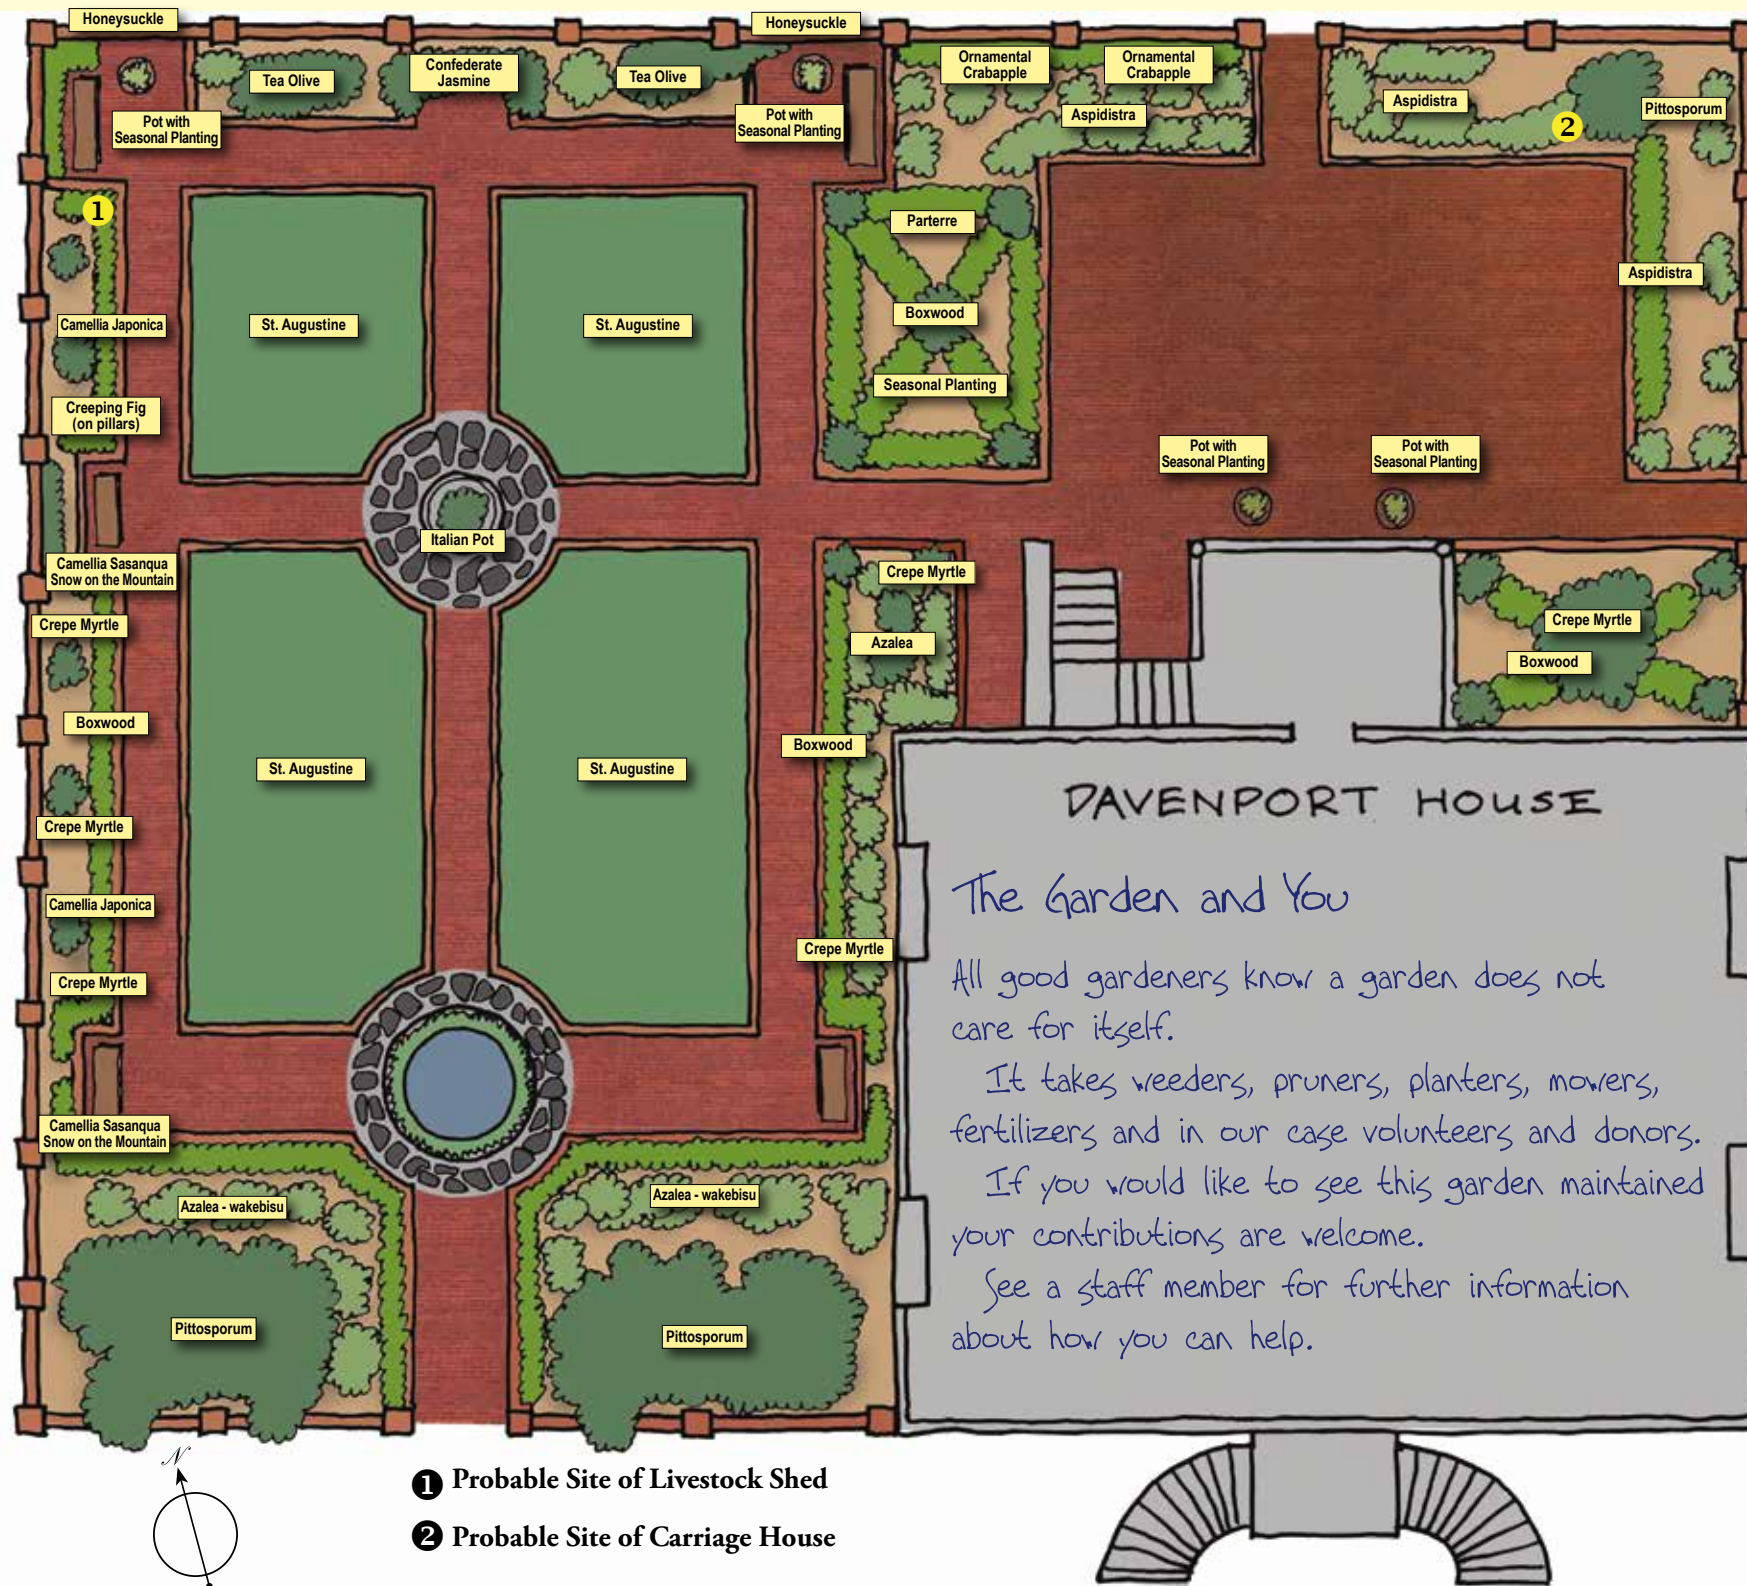 Honeysuckle
Honeysuckle
Tea Olive
Confederate
Jasmine
Tea Olive
Ornamental
Crabapple
Ornamental
Crabapple
Pot with
Seasonal Planting
Pot with
Seasonal Planting
Aspidistra
Aspidistra
Pittosporum
2
1
Parterre
Aspidistra
Camellia Japonica
St. Augustine
St. Augustine
Boxwood
Seasonal Planting
Creeping Fig
(on pillars)
Pot with
Seasonal Planting
Pot with
Seasonal Planting
Italian Pot
Camellia Sasanqua
Snow on the Mountain
Crepe Myrtle
Crepe Myrtle
Crepe Myrtle
Azalea
Boxwood
Boxwood
Boxwood
St. Augustine
St. Augustine
Crepe Myrtle
Camellia Japonica
Crepe Myrtle
Crepe Myrtle
Camellia Sasanqua
Snow on the Mountain
Azalea - wakebisu
Azalea - wakebisu
Pittosporum
Pittosporum
DAVENPORT HOUSE
The Garden and You
All good gardeners know a garden does not
care for itself.
It takes weeders, pruners, planters, mowers,
fertilizers and in our case volunteers and donors.
If you would like to see this garden maintained
your contributions are welcome.
See a staff member for further information
about how you can help.
N
1 Probable Site of Livestock Shed
2 Probable Site of Carriage House